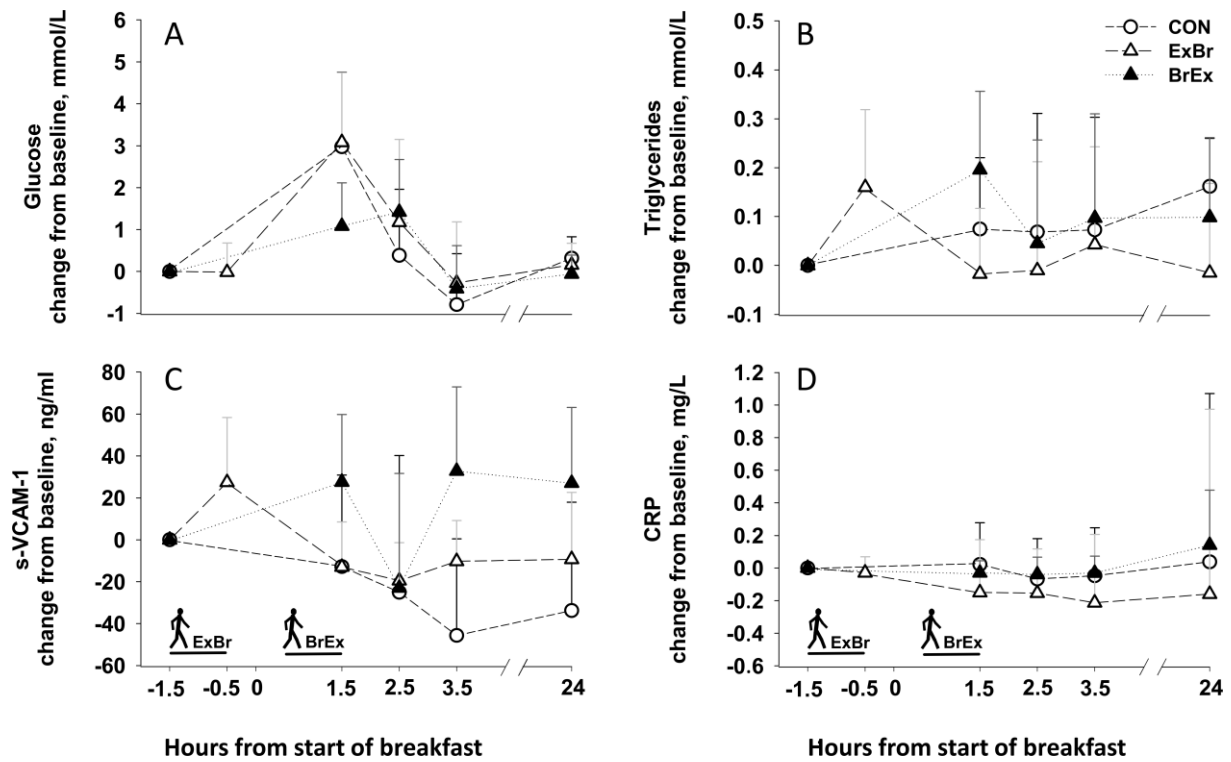 A
Glucose
change from baseline, mmol/L
6
5
4
3
2
1
0
-1
B
Triglycerides
change from baseline, mmol/L
0.5
0.4
0.3
0.2
0.1
0.0
-0.1
CON
ExBr
BrEx
C
s-VCAM-1
change from baseline, ng/ml
80
60
40
20
0
-20
-40
-60
ExBr
BrEx
-1.5
-0.5
0
1.5
2.5
3.5
24
Hours from start of breakfast
D
CRP
change from baseline, mg/L
1.2
1.0
0.8
0.6
0.4
0.2
0.0
-0.2
-0.4
-0.6
ExBr
BrEx
-1.5
-0.5
0
1.5
2.5
3.5
24
Hours from start of breakfast